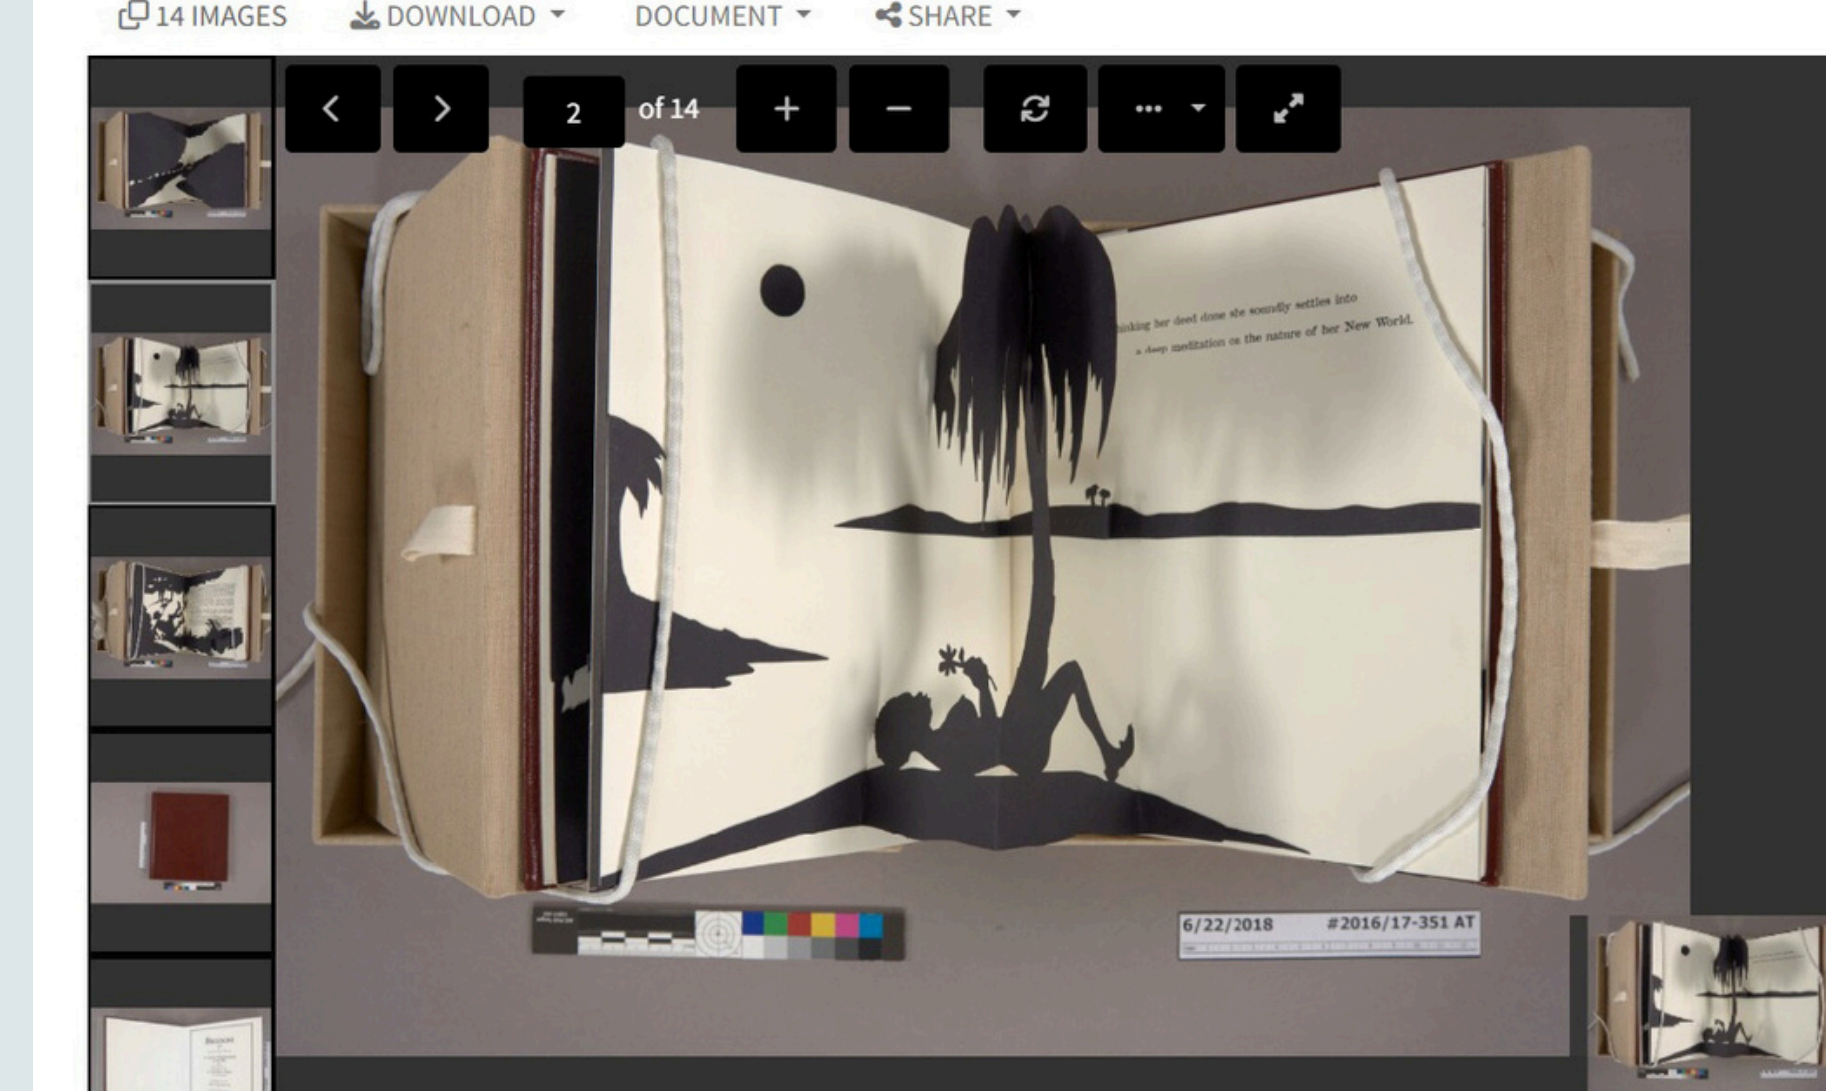 14 IMAGES DOWNLOAD DOCUMENT SHARE
2 of 14
hinking her deed done she soundly settles into
a deep meditation on the nature of her New World.
6/22/2018 #2016/17-351 AT